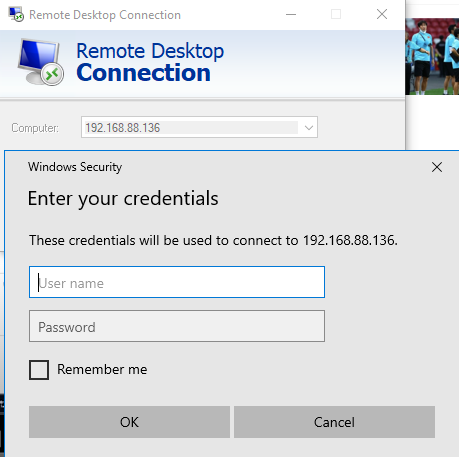 Remote Desktop Connection
Remote Desktop
Connection
Computer:
192.168.88.136
Windows Security
Enter your credentials
These credentials will be used to connect to 192.168.88.136.
User name
Password
Remember me
OK
Cancel